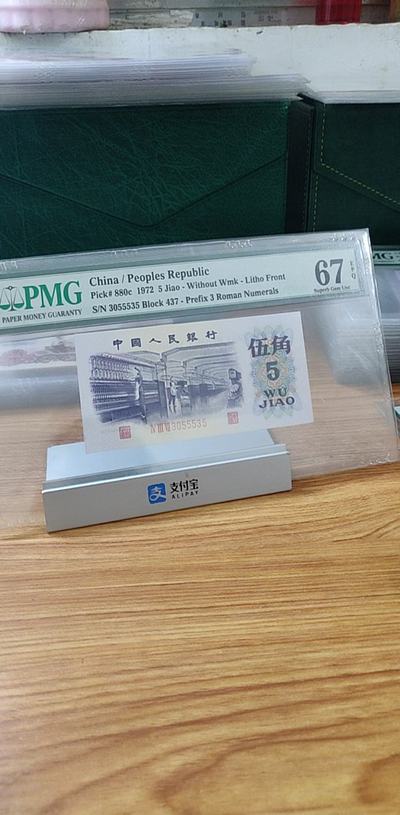 PMG
PAPER MONEY GUARANTY
China / Peoples Republic
Pick# 880c 1972 5 Jiao - Without Wmk - Litho Front
S/N 3055535 Block 437 - Prefix 3 Roman Numerals
67 EPQ
Superb Gem Unc
中國人民銀行
伍角
5
WU
JIAO
3055535
支付宝
ALIPAY